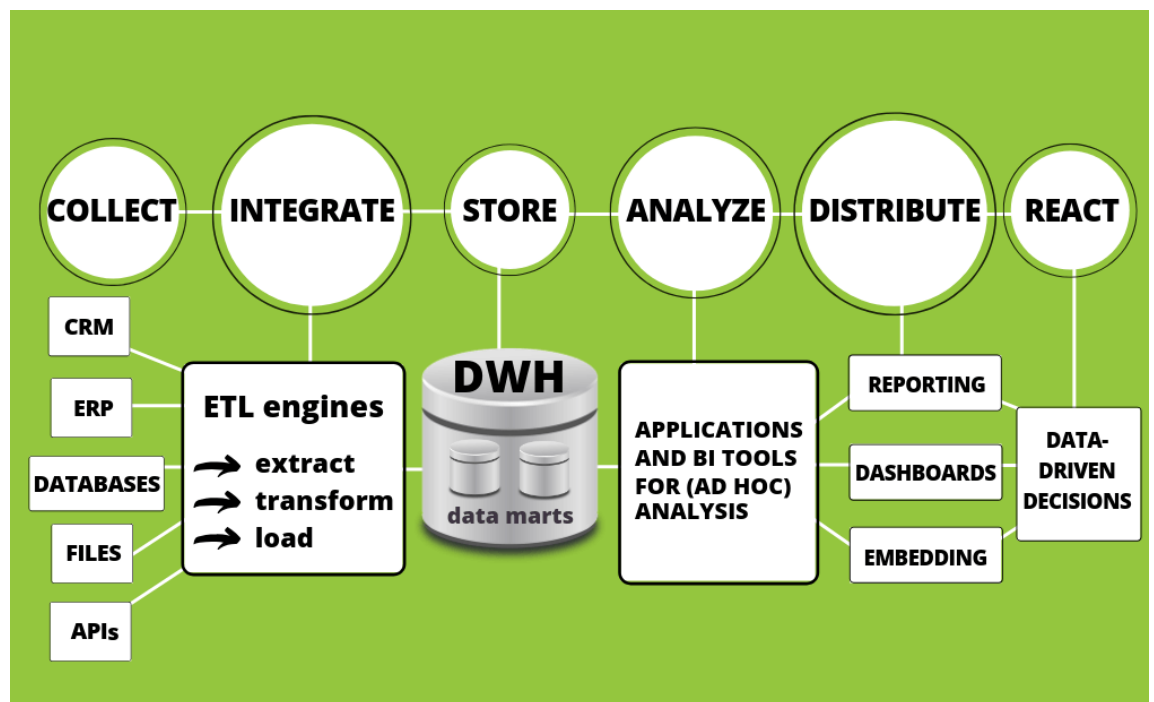 COLLECT
INTEGRATE
STORE
ANALYZE
DISTRIBUTE
REACT
CRM
ERP
DATABASES
FILES
APIs
ETL engines
extract
transform
load
DWH
data marts
APPLICATIONS
AND BI TOOLS
FOR (AD HOC)
ANALYSIS
REPORTING
DASHBOARDS
EMBEDDING
DATA-
DRIVEN
DECISIONS